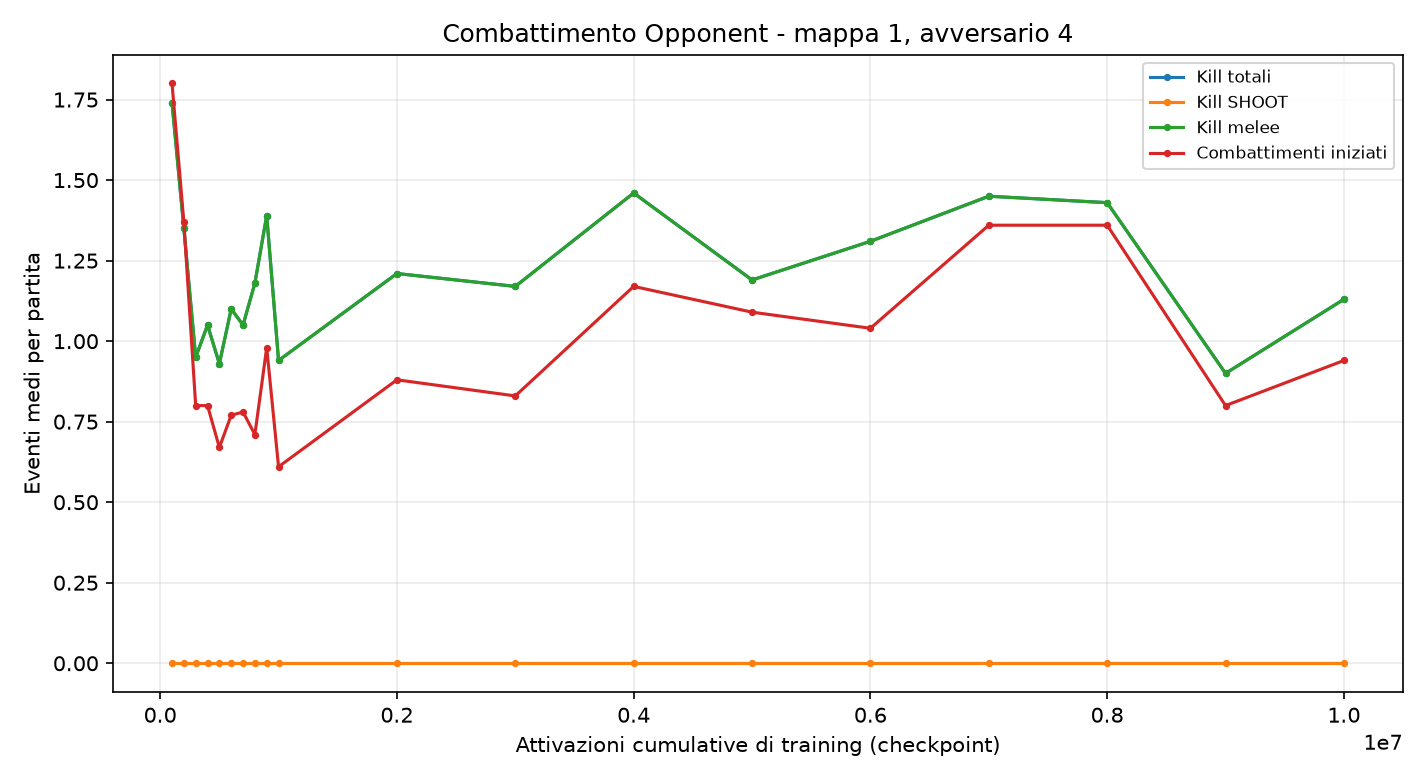 Combattimento Opponent - mappa 1, avversario 4
Kill totali
Kill SHOOT
Kill melee
Combattimenti iniziati
Eventi medi per partita
1.75
1.50
1.25
1.00
0.75
0.50
0.25
0.00
0.0 0.2 0.4 0.6 0.8 1.0
1e7
Attivazioni cumulative di training (checkpoint)